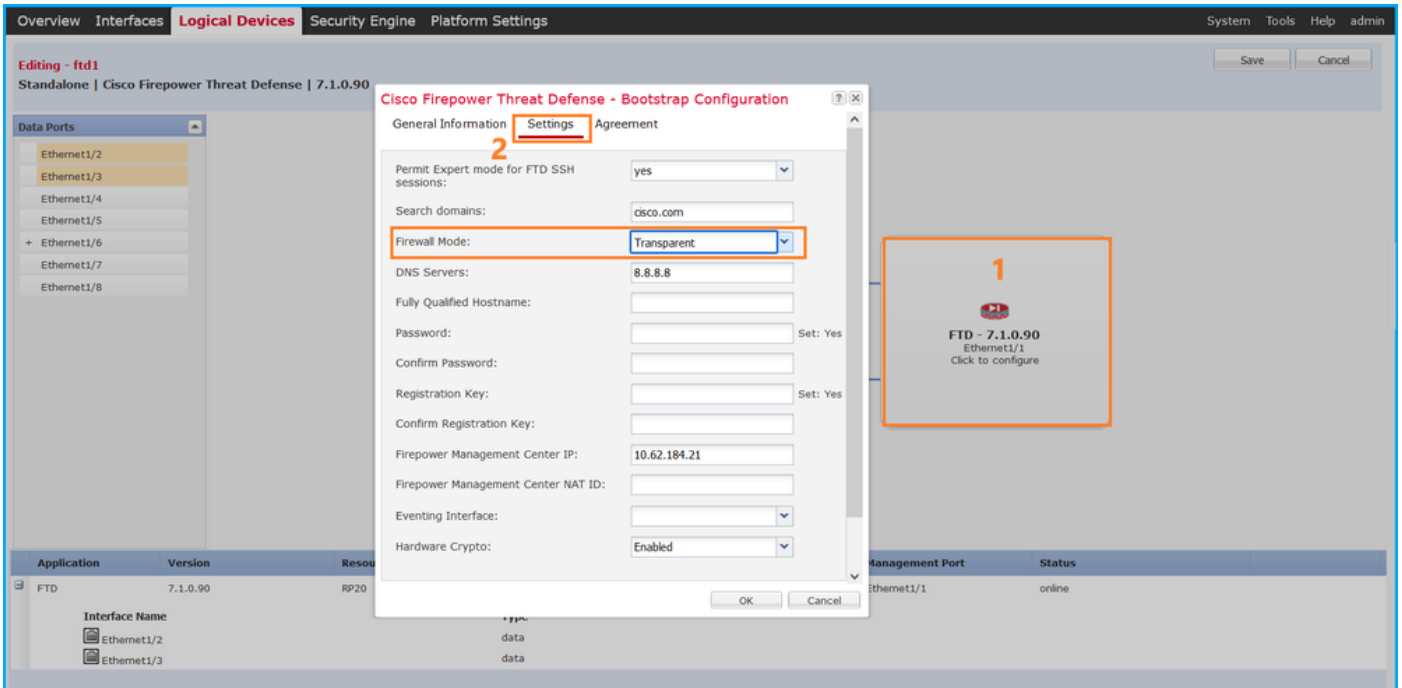 Overview Interfaces Logical Devices Security Engine Platform Settings System Tools Help admin
Editing - ftd1
Standalone | Cisco Firepower Threat Defense | 7.1.0.90
Save Cancel
Data Ports
Ethernet1/2
Ethernet1/3
Ethernet1/4
Ethernet1/5
+ Ethernet1/6
Ethernet1/7
Ethernet1/8
Cisco Firepower Threat Defense - Bootstrap Configuration ? X
General Information Settings Agreement
2
Permit Expert mode for FTD SSH sessions: yes
Search domains: cisco.com
Firewall Mode: Transparent
DNS Servers: 8.8.8.8
Fully Qualified Hostname:
Password: Set: Yes
Confirm Password:
Registration Key: Set: Yes
Confirm Registration Key:
Firepower Management Center IP: 10.62.184.21
Firepower Management Center NAT ID:
Eventing Interface:
Hardware Crypto: Enabled
OK Cancel
1
FTD - 7.1.0.90
Ethernet1/1
Click to configure
Application Version Resou Management Port Status
FTD 7.1.0.90 RP20 Ethernet1/1 online
Interface Name Type
Ethernet1/2 data
Ethernet1/3 data